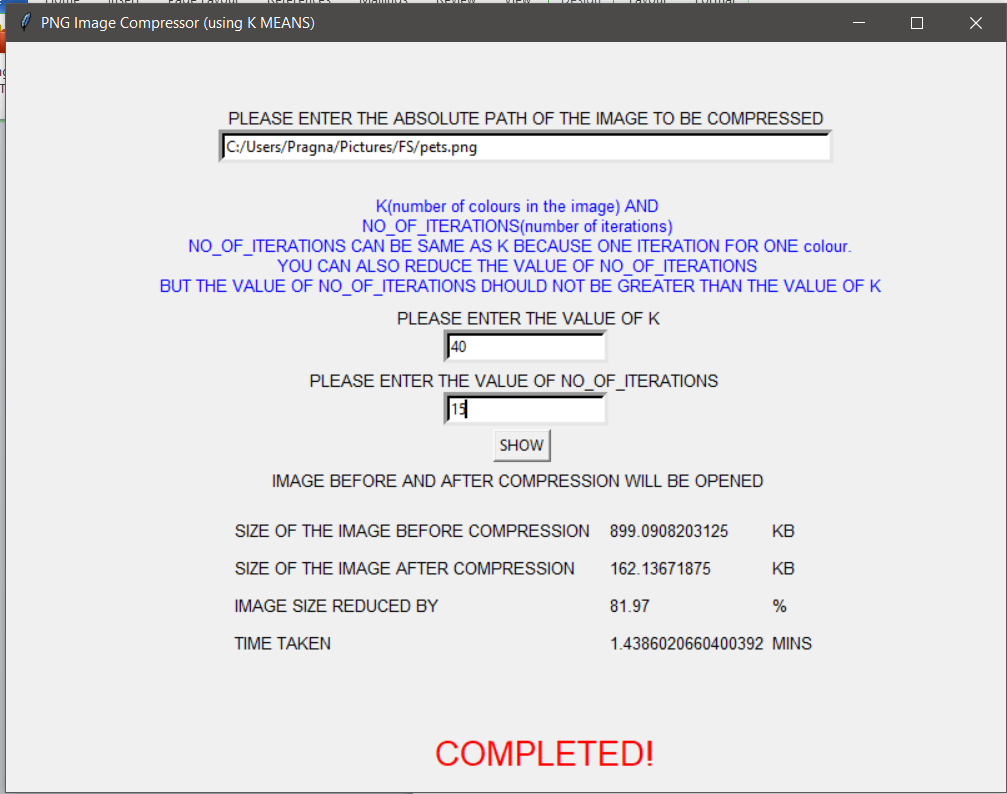 PNG Image Compressor (using K MEANS)
PLEASE ENTER THE ABSOLUTE PATH OF THE IMAGE TO BE COMPRESSED
C:/Users/Pragna/Pictures/FS/pets.png
K(number of colours in the image) AND
NO_OF_ITERATIONS(number of iterations)
NO_OF_ITERATIONS CAN BE SAME AS K BECAUSE ONE ITERATION FOR ONE colour.
YOU CAN ALSO REDUCE THE VALUE OF NO_OF_ITERATIONS
BUT THE VALUE OF NO_OF_ITERATIONS DHOULD NOT BE GREATER THAN THE VALUE OF K
PLEASE ENTER THE VALUE OF K
40
PLEASE ENTER THE VALUE OF NO_OF_ITERATIONS
15
SHOW
IMAGE BEFORE AND AFTER COMPRESSION WILL BE OPENED
SIZE OF THE IMAGE BEFORE COMPRESSION 899.0908203125 KB
SIZE OF THE IMAGE AFTER COMPRESSION 162.13671875 KB
IMAGE SIZE REDUCED BY 81.97 %
TIME TAKEN 1.4386020660400392 MINS
COMPLETED!